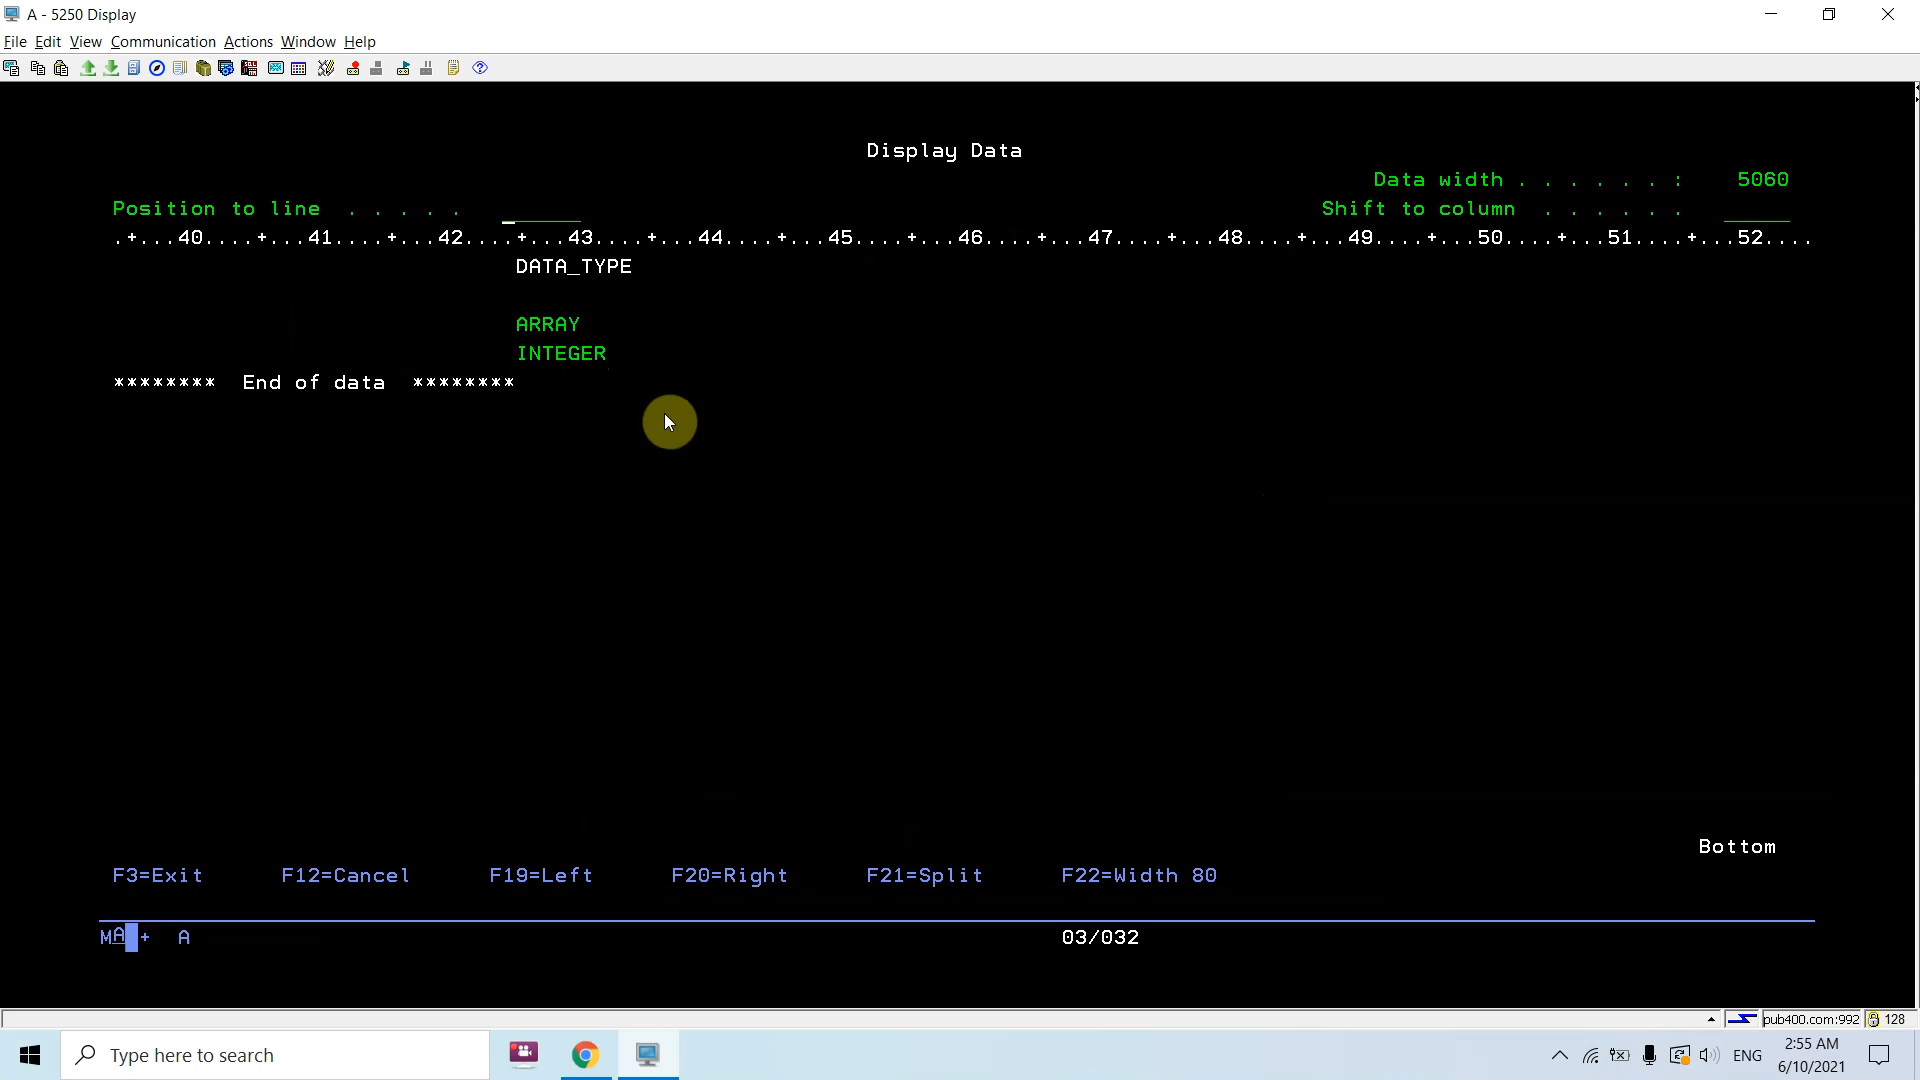 A - 5250 Display
File Edit View Communication Actions Window Help
Display Data
Data width . . . . . . : 5060
Position to line . . . . . Shift to column . . . . . .
.+...40....+...41....+...42....+...43....+...44....+...45....+...46....+...47....+...48....+...49....+...50....+...51....+...52....
DATA_TYPE
ARRAY
INTEGER
******** End of data ********
Bottom
F3=Exit F12=Cancel F19=Left F20=Right F21=Split F22=Width 80
MA + A 03/032
pub400.com:992 128
Type here to search
ENG
2:55 AM
6/10/2021